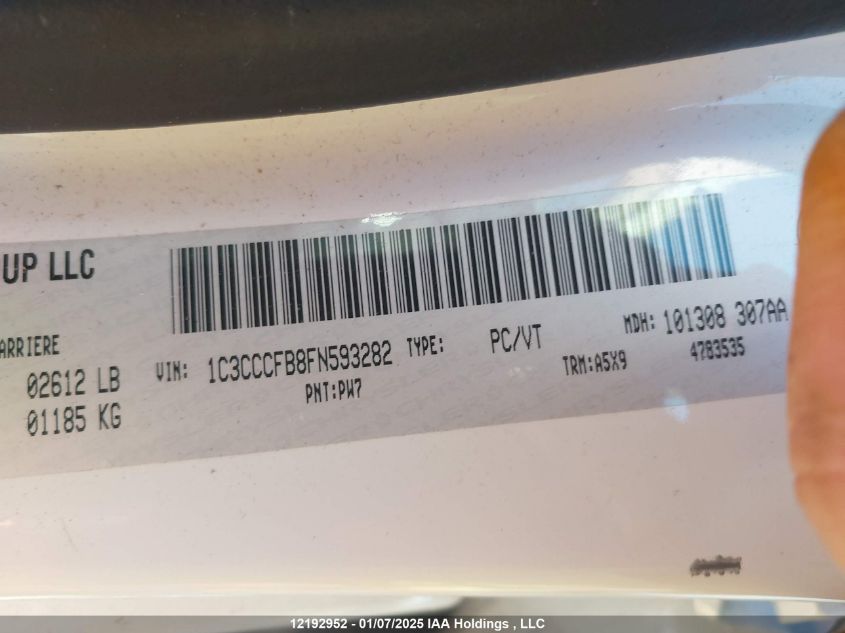 UP LLC
ARRIERE
02612 LB
01185 KG
VIN: 1C3CCCFB8FN593282 TYPE: PC/VT MDH: 101308 307AA
PNT:PW7 TRM:A5X9 4783535
12192952 - 01/07/2025 IAA Holdings , LLC